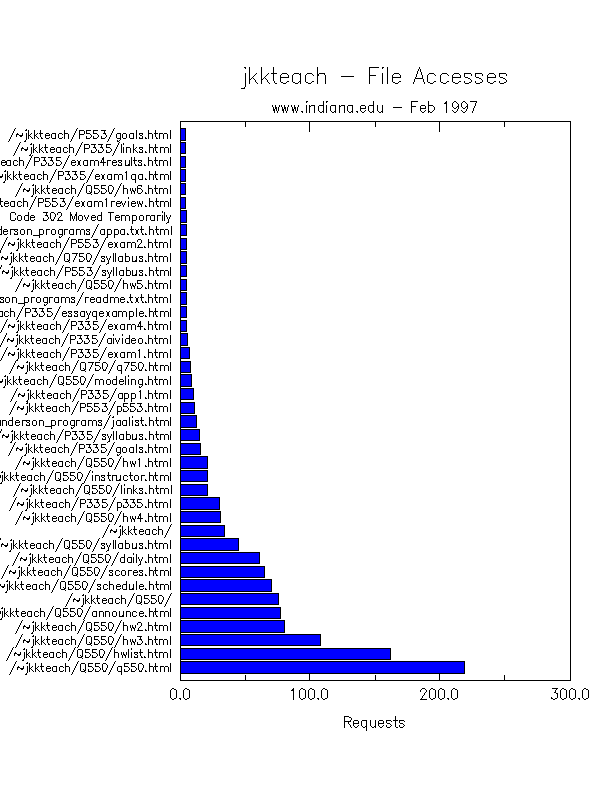 jkkteach – File Accesses
www.indiana.edu – Feb 1997
/~jkkteach/P553/goals.html
/~jkkteach/P335/links.html
each/P335/exam4results.html
~jkkteach/P335/exam1qa.html
/~jkkteach/Q550/hw6.html
teach/P553/exam1review.html
Code 302 Moved Temporarily
derson_programs/appa.txt.html
/~jkkteach/P553/exam2.html
~jkkteach/Q750/syllabus.html
/~jkkteach/P553/syllabus.html
/~jkkteach/Q550/hw5.html
son_programs/readme.txt.html
ach/P335/essayqexample.html
/~jkkteach/P335/exam4.html
/~jkkteach/P335/aivideo.html
/~jkkteach/P335/exam1.html
/~jkkteach/Q750/q750.html
~jkkteach/Q550/modeling.html
/~jkkteach/P335/app1.html
/~jkkteach/P553/p553.html
anderson_programs/jaalist.html
/~jkkteach/P335/syllabus.html
/~jkkteach/P335/goals.html
/~jkkteach/Q550/hw1.html
jkkteach/Q550/instructor.html
/~jkkteach/Q550/links.html
/~jkkteach/P335/p335.html
/~jkkteach/Q550/hw4.html
/~jkkteach/
~jkkteach/Q550/syllabus.html
/~jkkteach/Q550/daily.html
/~jkkteach/Q550/scores.html
~jkkteach/Q550/schedule.html
/~jkkteach/Q550/
jkkteach/Q550/announce.html
/~jkkteach/Q550/hw2.html
/~jkkteach/Q550/hw3.html
/~jkkteach/Q550/hwlist.html
/~jkkteach/Q550/q550.html
0.0 100.0 200.0 300.0
Requests